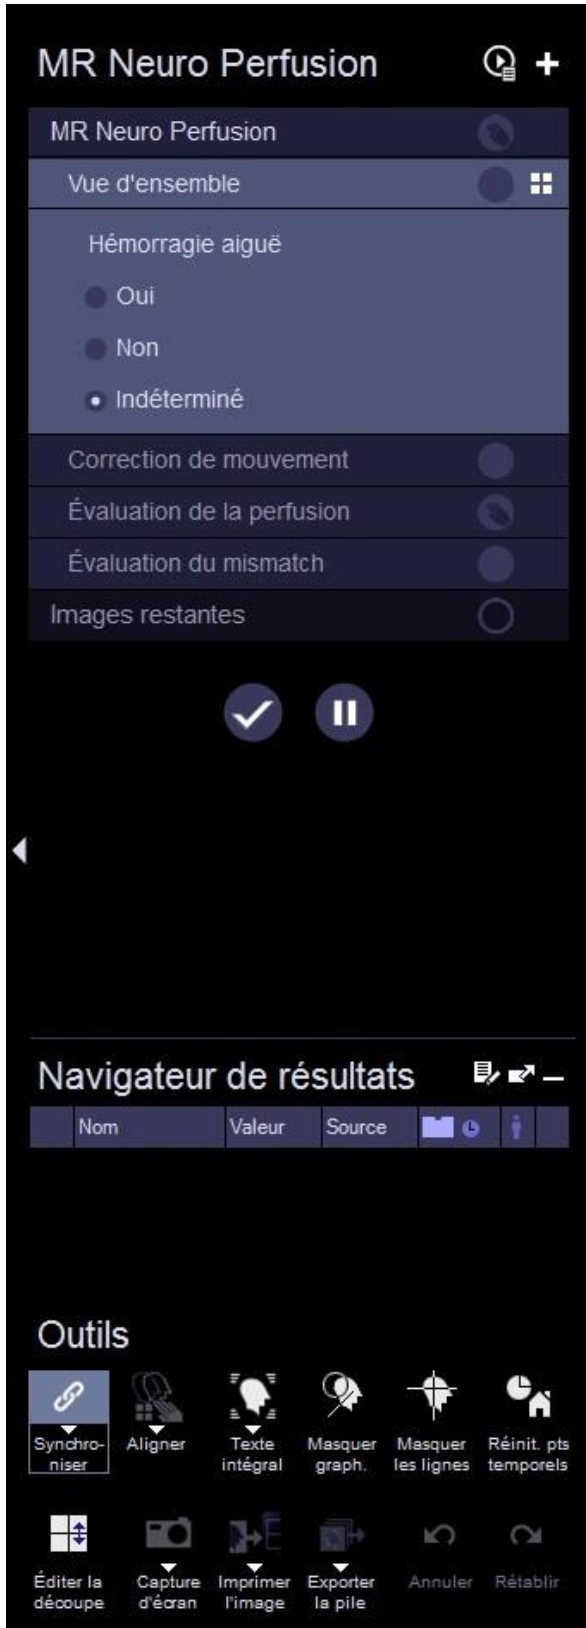 MR Neuro Perfusion
MR Neuro Perfusion
Vue d'ensemble
Hémorragie aiguë
Oui
Non
Indéterminé
Correction de mouvement
Évaluation de la perfusion
Évaluation du mismatch
Images restantes
Navigateur de résultats
Nom Valeur Source
Outils
Synchro-
niser
Aligner
Texte
intégral
Masquer
graph.
Masquer
les lignes
Réinit. pts
temporels
Éditer la
découpe
Capture
d'écran
Imprimer
l'image
Exporter
la pile
Annuler
Rétablir